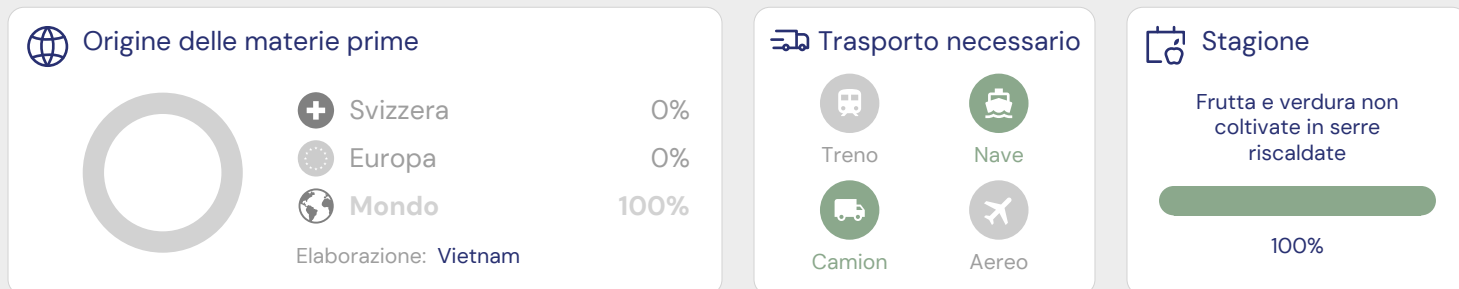 Origine delle materie prime
Svizzera 0%
Europa 0%
Mondo 100%
Elaborazione: Vietnam
Trasporto necessario
Treno
Nave
Camion
Aereo
Stagione
Frutta e verdura non
coltivate in serre
riscaldate
100%